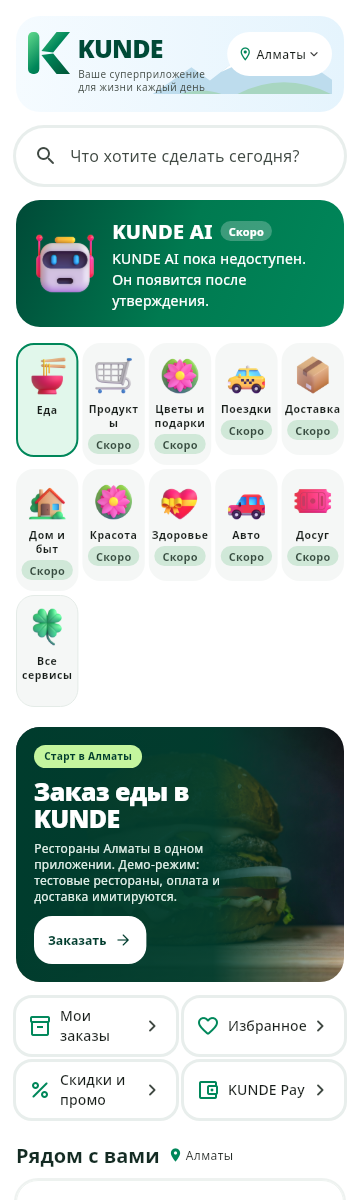 KUNDE
Ваше суперприложение
для жизни каждый день
Алматы
Что хотите сделать сегодня?
KUNDE AI Скоро
KUNDE AI пока недоступен.
Он появится после
утверждения.
Еда
Продукт
ы
Скоро
Цветы и
подарки
Скоро
Поездки
Скоро
Доставка
Скоро
Дом и
быт
Скоро
Красота
Скоро
Здоровье
Скоро
Авто
Скоро
Досуг
Скоро
Все
сервисы
Старт в Алматы
Заказ еды в
KUNDE
Рестораны Алматы в одном
приложении. Демо-режим:
тестовые рестораны, оплата и
доставка имитируются.
Заказать
Мои
заказы
Избранное
Скидки и
промо
KUNDE Pay
Рядом с вами Алматы